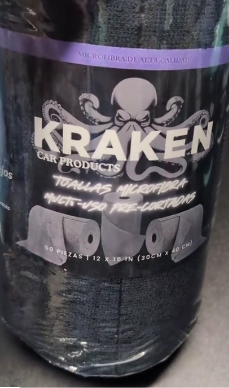 MICROFIBRA DE ALTA CALIDAD
KRAKEN
CAR PRODUCTS
TOALLAS MICROFIBRA
MULTI-USO PRE-CORTADAS
50 PIEZAS | 12 X 16 IN (30CM X 40 CM)